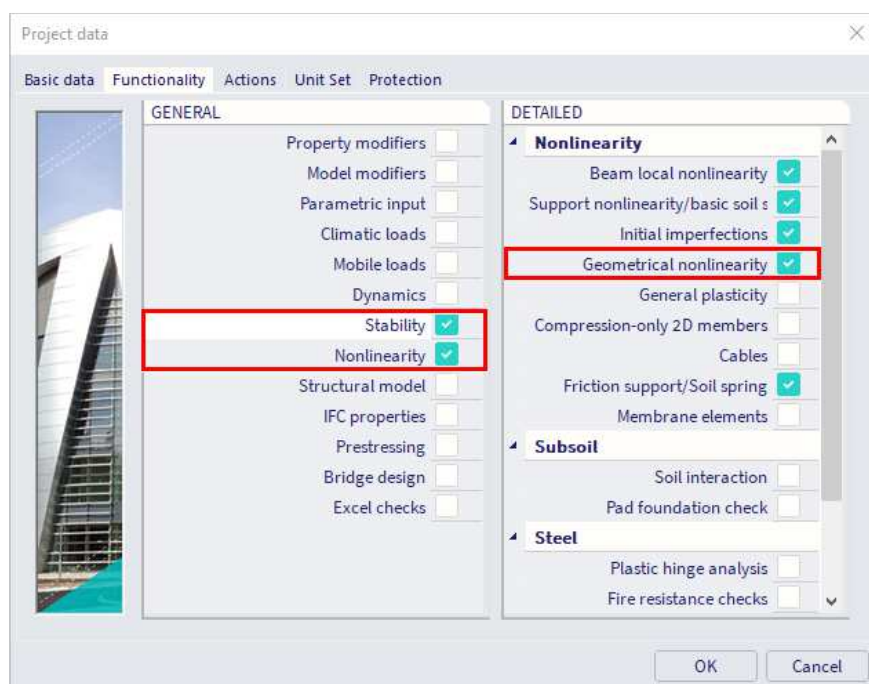 Project data
Basic data Functionality Actions Unit Set Protection
GENERAL
Property modifiers
Model modifiers
Parametric input
Climatic loads
Mobile loads
Dynamics
Stability
Nonlinearity
Structural model
IFC properties
Prestressing
Bridge design
Excel checks
DETAILED
Nonlinearity
Beam local nonlinearity
Support nonlinearity/basic soil s
Initial imperfections
Geometrical nonlinearity
General plasticity
Compression-only 2D members
Cables
Friction support/Soil spring
Membrane elements
Subsoil
Soil interaction
Pad foundation check
Steel
Plastic hinge analysis
Fire resistance checks
OK Cancel